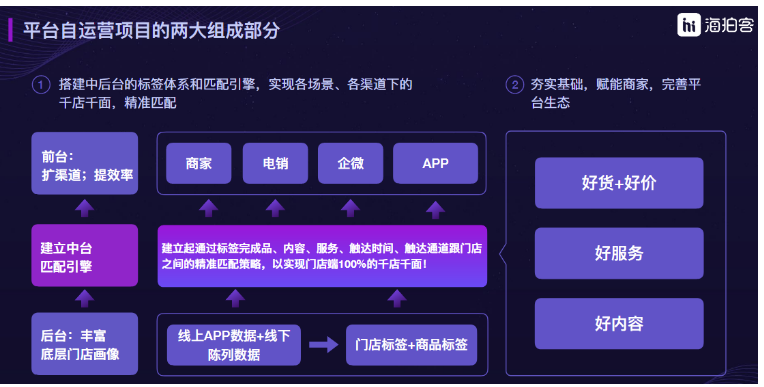 平台自运营项目的两大组成部分
hi 海拍客
1 搭建中后台的标签体系和匹配引擎，实现各场景、各渠道下的
千店千面，精准匹配
2 夯实基础，赋能商家，完善平
台生态
前台：
扩渠道；提效率
商家
电销
企微
APP
建立中台
匹配引擎
建立起通过标签完成品、内容、服务、触达时间、触达通道跟门店
之间的精准匹配策略，以实现门店端100%的千店千面！
后台：丰富
底层门店画像
线上APP数据+线下
陈列数据
门店标签+商品标签
好货+好价
好服务
好内容